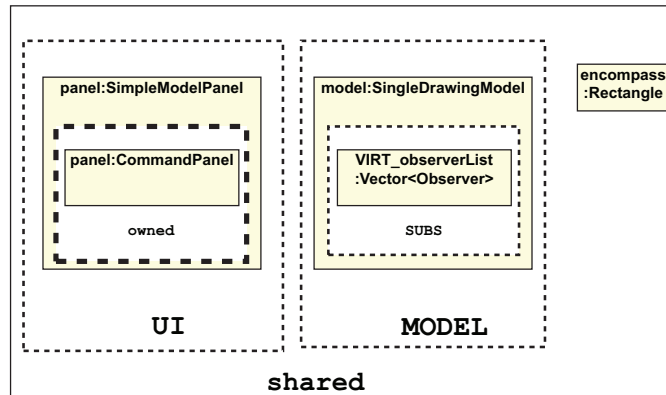 panel:SimpleModelPanel
panel:CommandPanel
owned
UI
model:SingleDrawingModel
VIRT_observerList
:Vector<Observer>
SUBS
MODEL
encompass
:Rectangle
shared